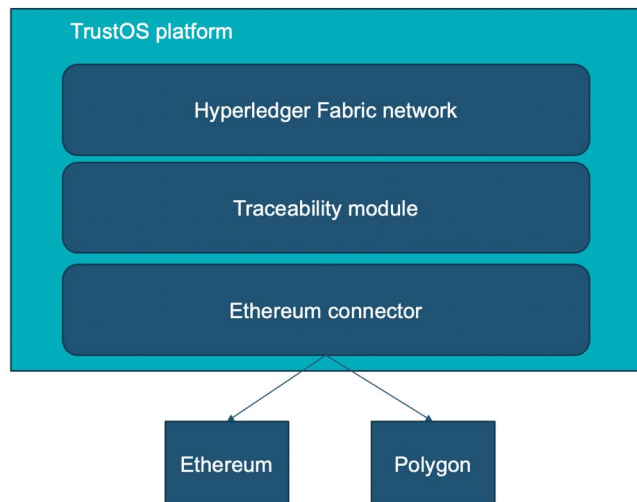 TrustOS platform
Hyperledger Fabric network
Traceability module
Ethereum connector
Ethereum
Polygon